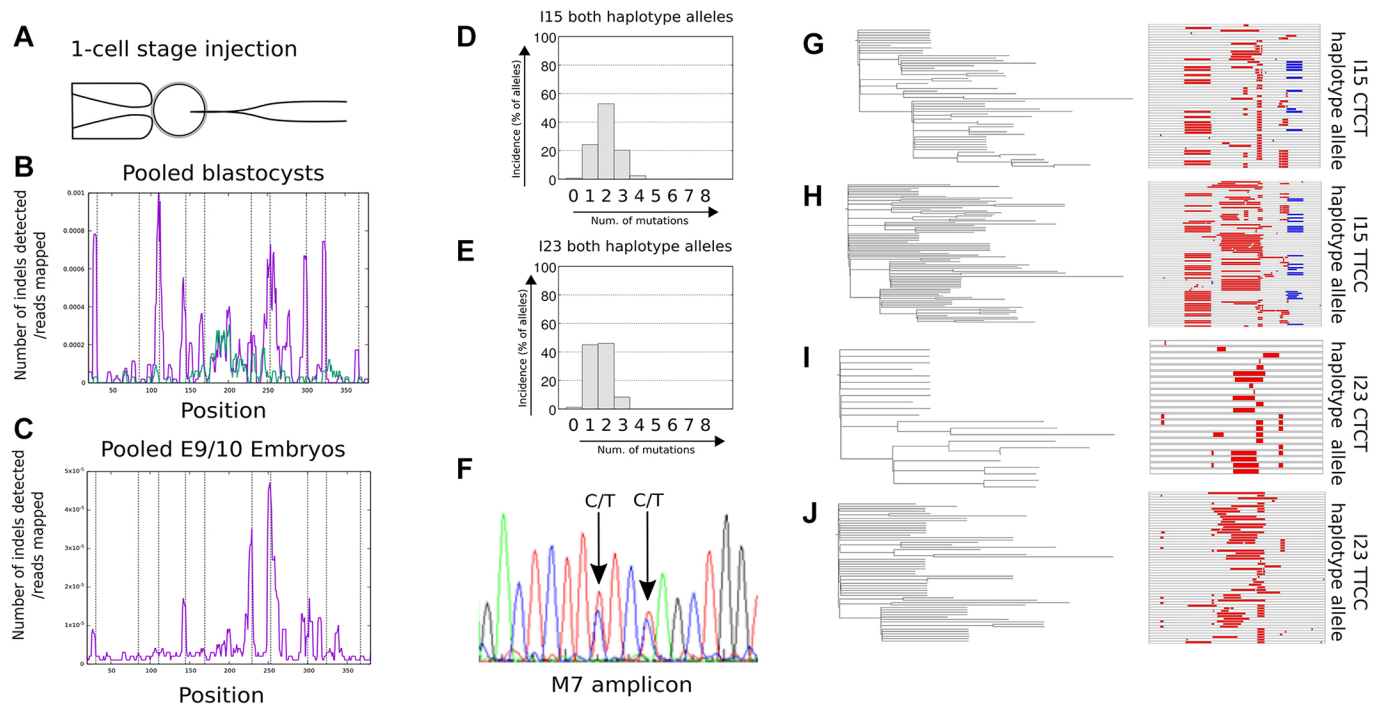 A
1-cell stage injection
B
Pooled blastocysts
Number of indels detected
/reads mapped
0.001
0.0008
0.0006
0.0004
0.0002
0
50
100
150
200
250
300
350
Position
C
Pooled E9/10 Embryos
Number of indels detected
/reads mapped
5x10⁻⁵
4x10⁻⁵
3x10⁻⁵
2x10⁻⁵
1x10⁻⁵
0
50
100
150
200
250
300
350
Position
D
I15 both haplotype alleles
Incidence (% of alleles)
100
80
60
40
20
0
0 1 2 3 4 5 6 7 8
Num. of mutations
E
I23 both haplotype alleles
Incidence (% of alleles)
100
80
60
40
20
0
0 1 2 3 4 5 6 7 8
Num. of mutations
F
C/T C/T
M7 amplicon
G
I15 CTCT
haplotype allele
H
I15 TTCC
haplotype allele
I
I23 CTCT
haplotype allele
J
I23 TTCC
haplotype allele